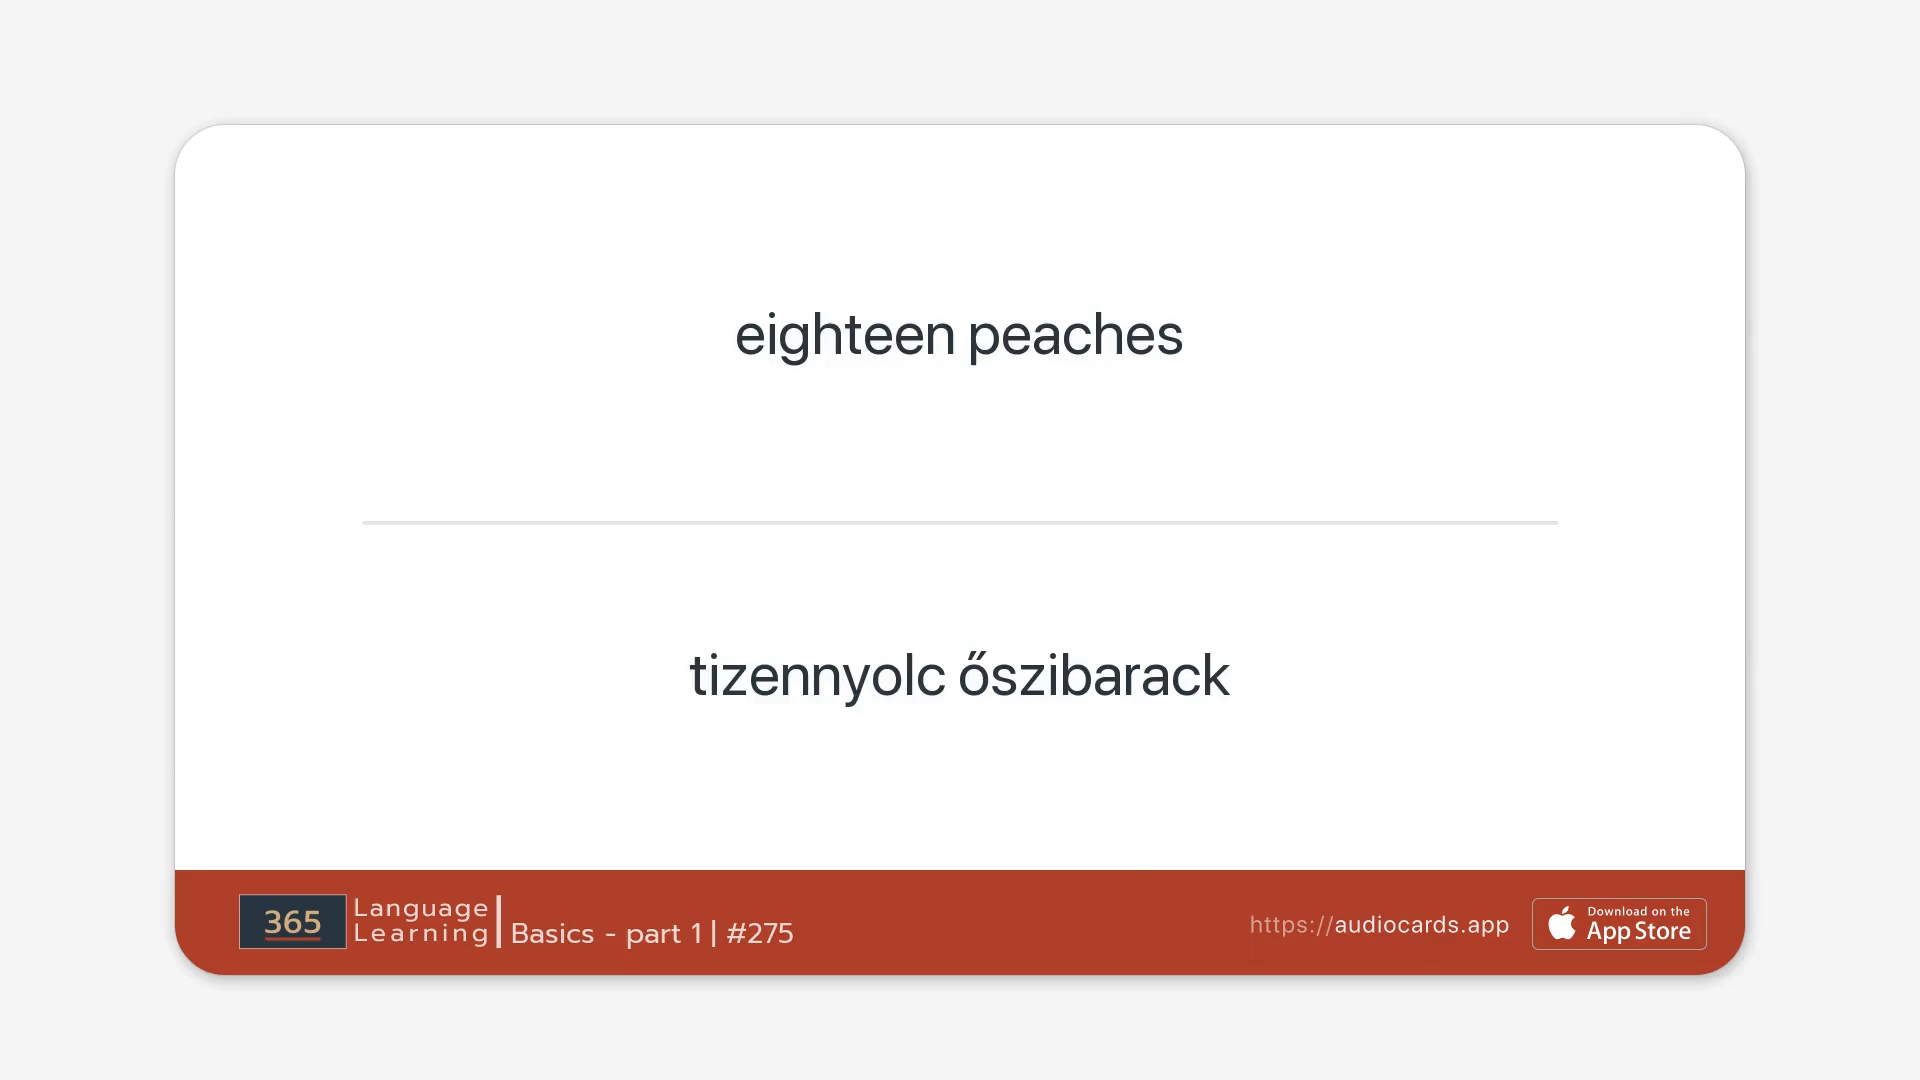 eighteen peaches
tizennyolc őszibarack
365
Language
Learning
Basics - part 1 | #275
https://audiocards.app
Download on the
App Store